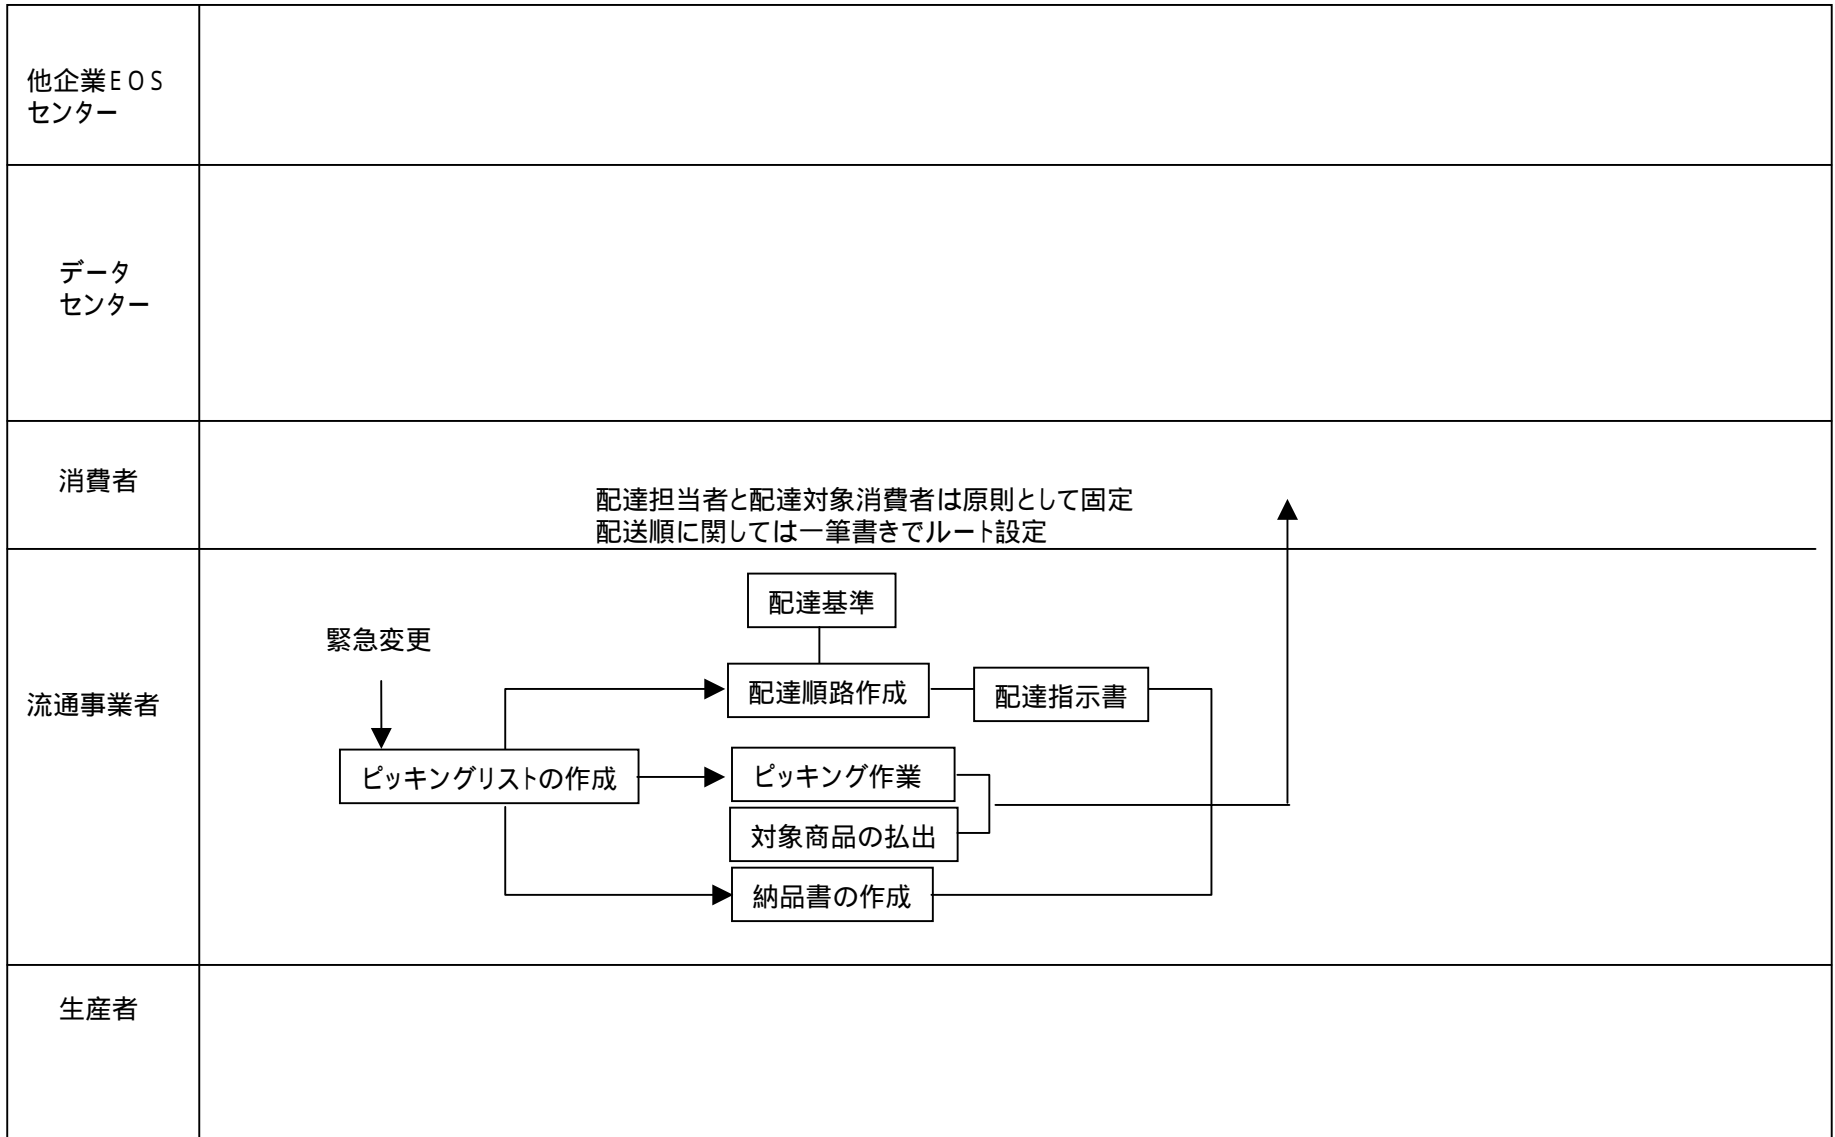 他企業EOS
センター
データ
センター
消費者
配達担当者と配達対象消費者は原則として固定
配送順に関しては一筆書きでルート設定
流通事業者
緊急変更
配達基準
配達順路作成
配達指示書
ピッキングリストの作成
ピッキング作業
対象商品の払出
納品書の作成
生産者